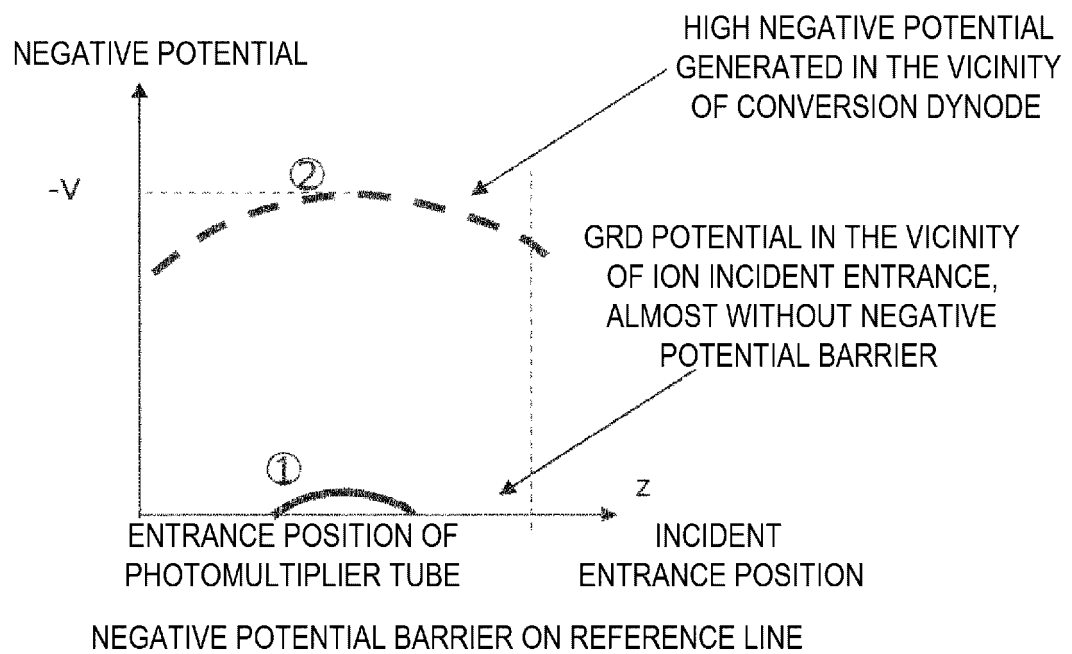 NEGATIVE POTENTIAL
HIGH NEGATIVE POTENTIAL
GENERATED IN THE VICINITY
OF CONVERSION DYNODE
-V
②
GRD POTENTIAL IN THE VICINITY
OF ION INCIDENT ENTRANCE,
ALMOST WITHOUT NEGATIVE
POTENTIAL BARRIER
①
z
ENTRANCE POSITION OF
PHOTOMULTIPLIER TUBE
INCIDENT
ENTRANCE POSITION
NEGATIVE POTENTIAL BARRIER ON REFERENCE LINE